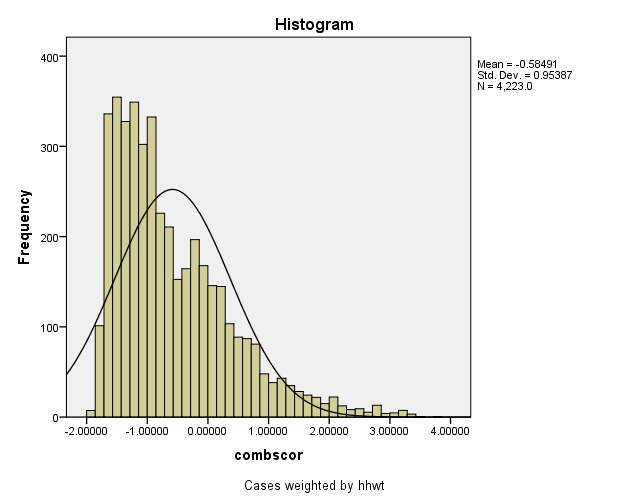 Histogram
Mean = -0.58491
Std. Dev. = 0.95387
N = 4,223.0
400
300
200
100
0
Frequency
-2.00000 -1.00000 0.00000 1.00000 2.00000 3.00000 4.00000
combscor
Cases weighted by hhwt